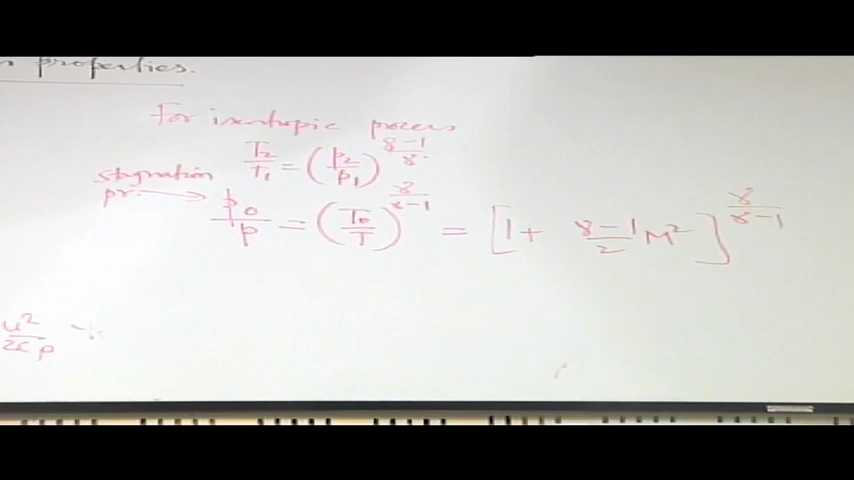 properties.
For isentropic process
T₂/T₁ = (p₂/p₁)^((γ-1)/γ)
stagnation
pr. → p₀/p = (T₀/T)^(γ/(γ-1)) = [1 + (γ-1)/2 M²]^(γ/(γ-1))
u²/2Cp